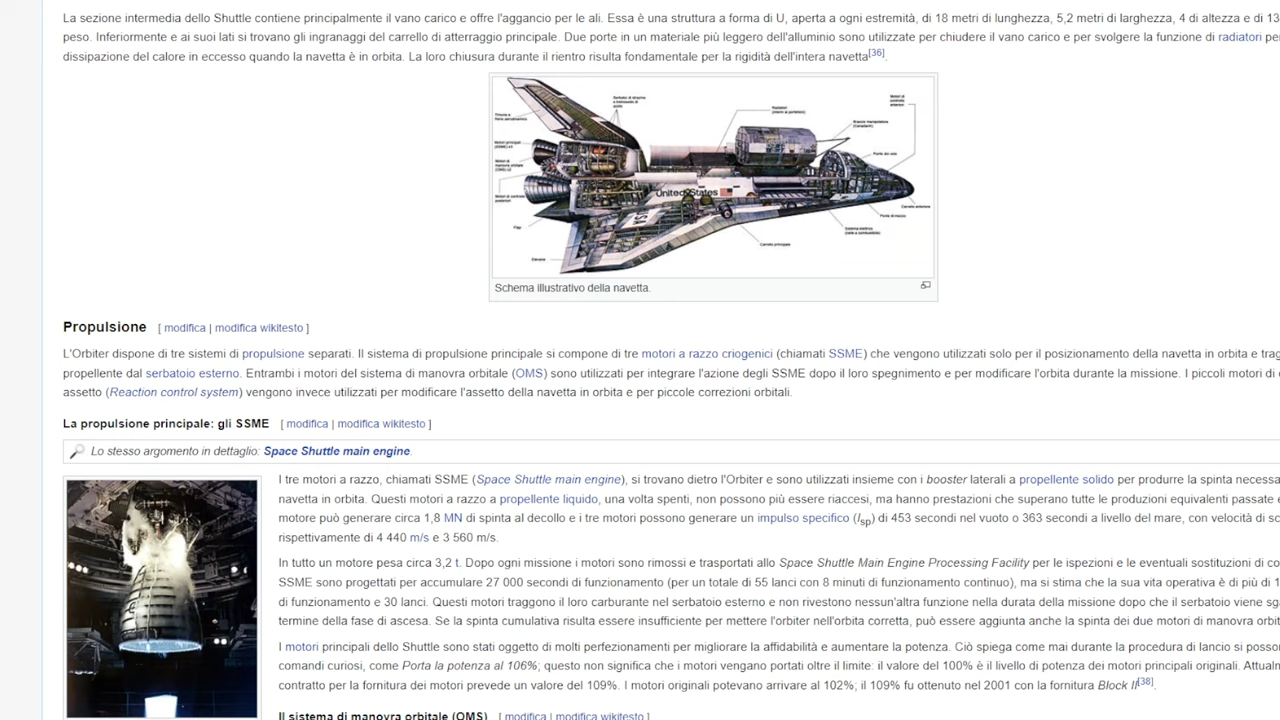 La sezione intermedia dello Shuttle contiene principalmente il vano carico e offre l'aggancio per le ali. Essa è una struttura a forma di U, aperta a ogni estremità, di 18 metri di lunghezza, 5,2 metri di larghezza, 4 di altezza e di 13
peso. Inferiormente e ai suoi lati si trovano gli ingranaggi del carrello di atterraggio principale. Due porte in un materiale più leggero dell'alluminio sono utilizzate per chiudere il vano carico e per svolgere la funzione di radiatori pe
dissipazione del calore in eccesso quando la navetta è in orbita. La loro chiusura durante il rientro risulta fondamentale per la rigidità dell'intera navetta[36].
Radiatori
Braccio manipolatore
(Canadarm)
Motori principali
Carrello anteriore
United States
Flap
Carrello principale
Elevone
Schema illustrativo della navetta.
Propulsione [ modifica | modifica wikitesto ]
L'Orbiter dispone di tre sistemi di propulsione separati. Il sistema di propulsione principale si compone di tre motori a razzo criogenici (chiamati SSME) che vengono utilizzati solo per il posizionamento della navetta in orbita e trag
propellente dal serbatoio esterno. Entrambi i motori del sistema di manovra orbitale (OMS) sono utilizzati per integrare l'azione degli SSME dopo il loro spegnimento e per modificare l'orbita durante la missione. I piccoli motori di
assetto (Reaction control system) vengono invece utilizzati per modificare l'assetto della navetta in orbita e per piccole correzioni orbitali.
La propulsione principale: gli SSME [ modifica | modifica wikitesto ]
Lo stesso argomento in dettaglio: Space Shuttle main engine.
I tre motori a razzo, chiamati SSME (Space Shuttle main engine), si trovano dietro l'Orbiter e sono utilizzati insieme con i booster laterali a propellente solido per produrre la spinta necessa
navetta in orbita. Questi motori a razzo a propellente liquido, una volta spenti, non possono più essere riaccesi, ma hanno prestazioni che superano tutte le produzioni equivalenti passate e
motore può generare circa 1,8 MN di spinta al decollo e i tre motori possono generare un impulso specifico (Isp) di 453 secondi nel vuoto o 363 secondi a livello del mare, con velocità di sc
rispettivamente di 4 440 m/s e 3 560 m/s.
In tutto un motore pesa circa 3,2 t. Dopo ogni missione i motori sono rimossi e trasportati allo Space Shuttle Main Engine Processing Facility per le ispezioni e le eventuali sostituzioni di co
SSME sono progettati per accumulare 27 000 secondi di funzionamento (per un totale di 55 lanci con 8 minuti di funzionamento continuo), ma si stima che la sua vita operativa è di più di 1
di funzionamento e 30 lanci. Questi motori traggono il loro carburante nel serbatoio esterno e non rivestono nessun'altra funzione nella durata della missione dopo che il serbatoio viene sga
termine della fase di ascesa. Se la spinta cumulativa risulta essere insufficiente per mettere l'orbiter nell'orbita corretta, può essere aggiunta anche la spinta dei due motori di manovra orbit
I motori principali dello Shuttle sono stati oggetto di molti perfezionamenti per migliorare la affidabilità e aumentare la potenza. Ciò spiega come mai durante la procedura di lancio si posso
comandi curiosi, come Porta la potenza al 106%; questo non significa che i motori vengano portati oltre il limite: il valore del 100% è il livello di potenza dei motori principali originali. Attual
contratto per la fornitura dei motori prevede un valore del 109%. I motori originali potevano arrivare al 102%; il 109% fu ottenuto nel 2001 con la fornitura Block II[38].
Il sistema di manovra orbitale (OMS) [ modifica | modifica wikitesto ]